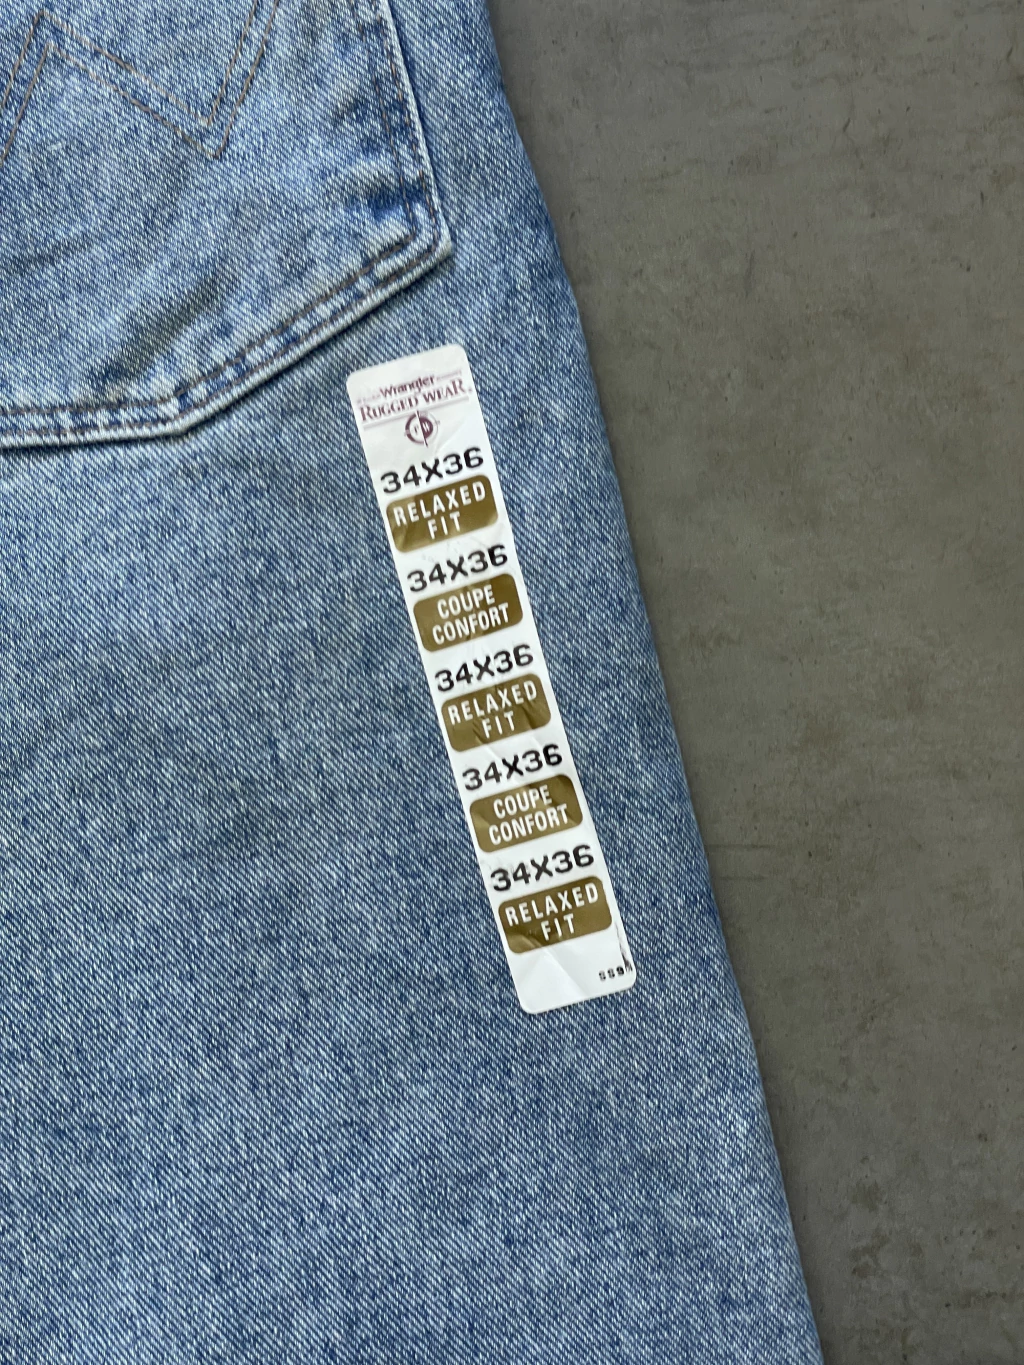 Wrangler
RUGGED WEAR
34X36
RELAXED
FIT
34X36
COUPE
CONFORT
34X36
RELAXED
FIT
34X36
COUPE
CONFORT
34X36
RELAXED
FIT